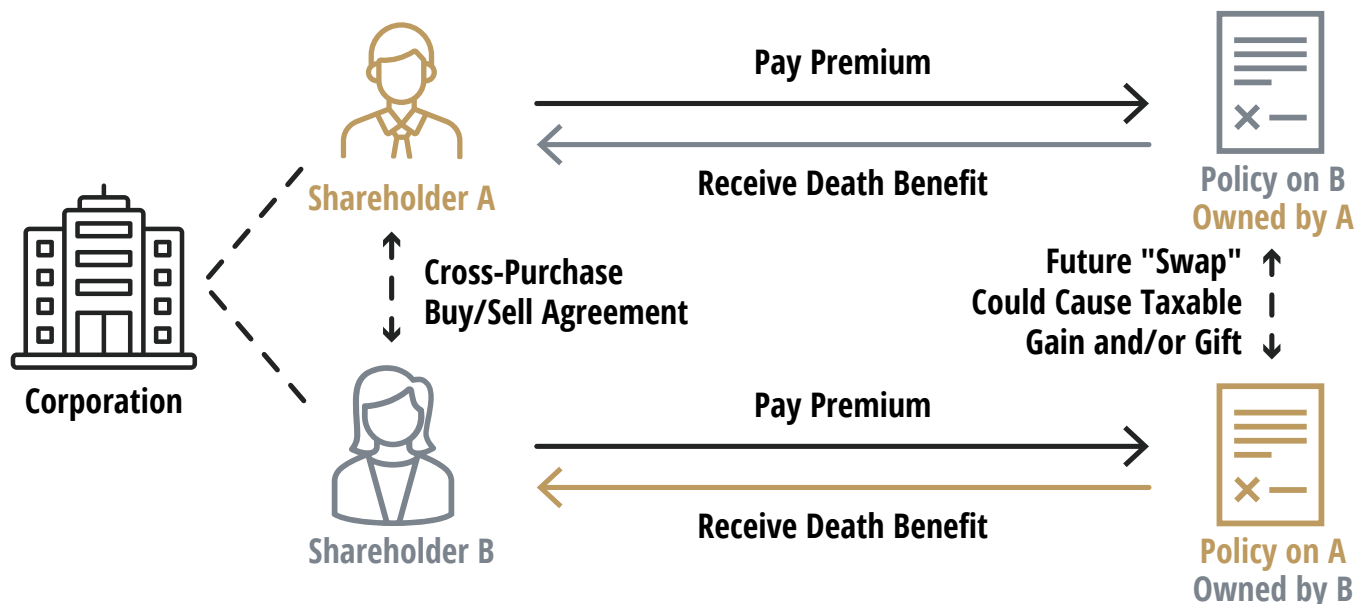 Pay Premium
Receive Death Benefit
Shareholder A
Policy on B
Owned by A
Cross-Purchase
Buy/Sell Agreement
Future "Swap"
Could Cause Taxable
Gain and/or Gift
Corporation
Pay Premium
Receive Death Benefit
Shareholder B
Policy on A
Owned by B